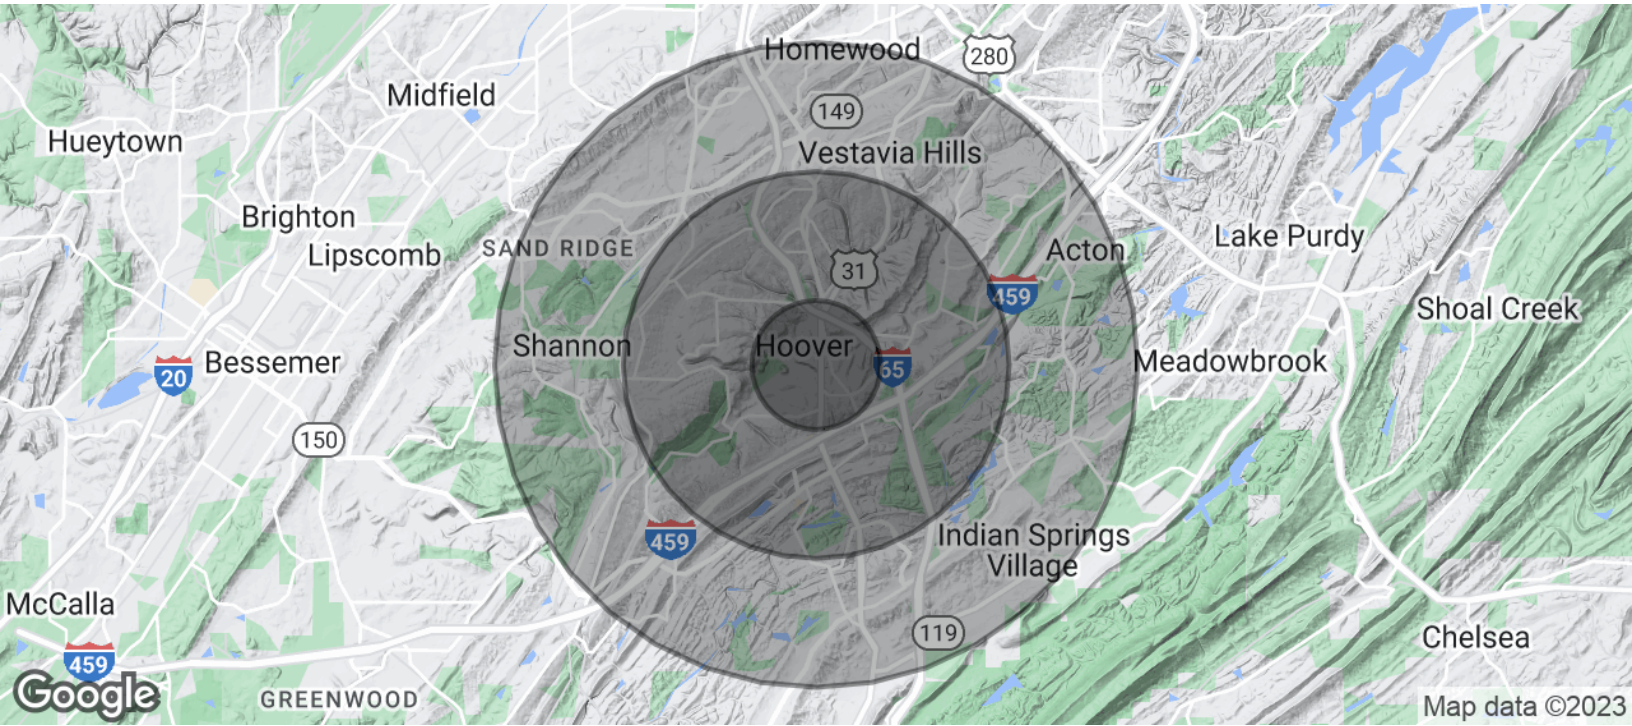 Homewood
280
Midfield
149
Hueytown
Vestavia Hills
Brighton
Lipscomb
SAND RIDGE
Acton
Lake Purdy
31
459
Shoal Creek
Shannon
Hoover
Bessemer
Meadowbrook
65
20
150
459
Indian Springs
Village
McCalla
119
Chelsea
459
Google
GREENWOOD
Map data ©2023